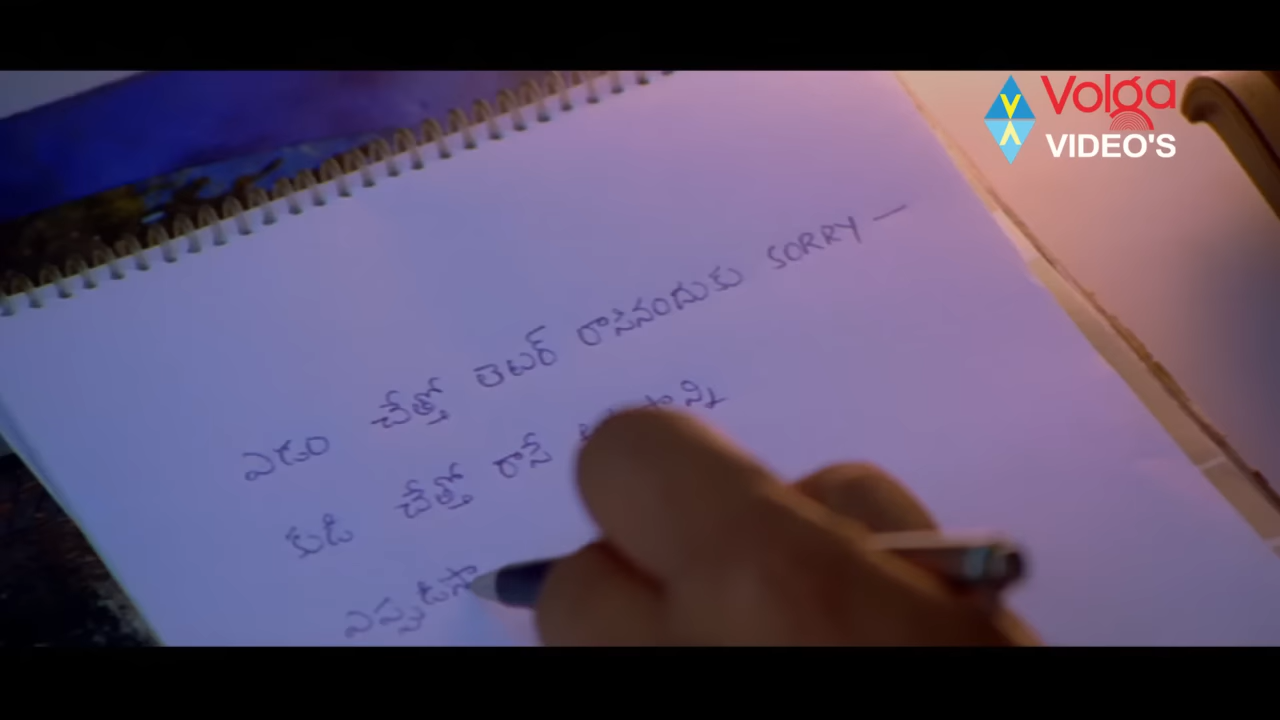 Volga
VIDEO'S
ఎడం చేత్తో లెటర్ రాసినందుకు SORRY —
కుడి చేత్తో రాసే